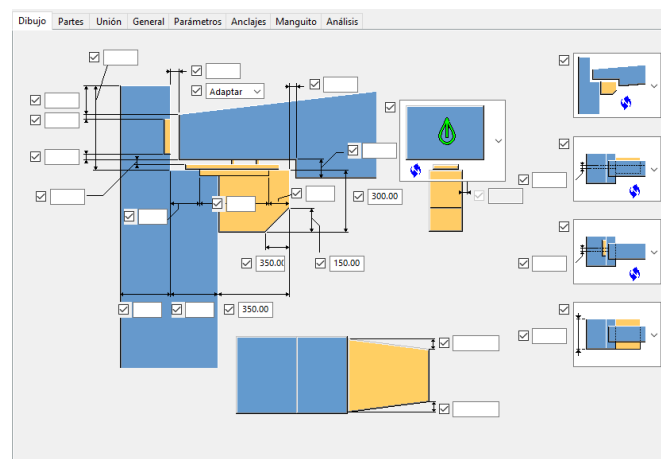 Dibujo Partes Unión General Parámetros Anclajes Manguito Análisis
Adaptar
300.00
350.00 150.00
350.00